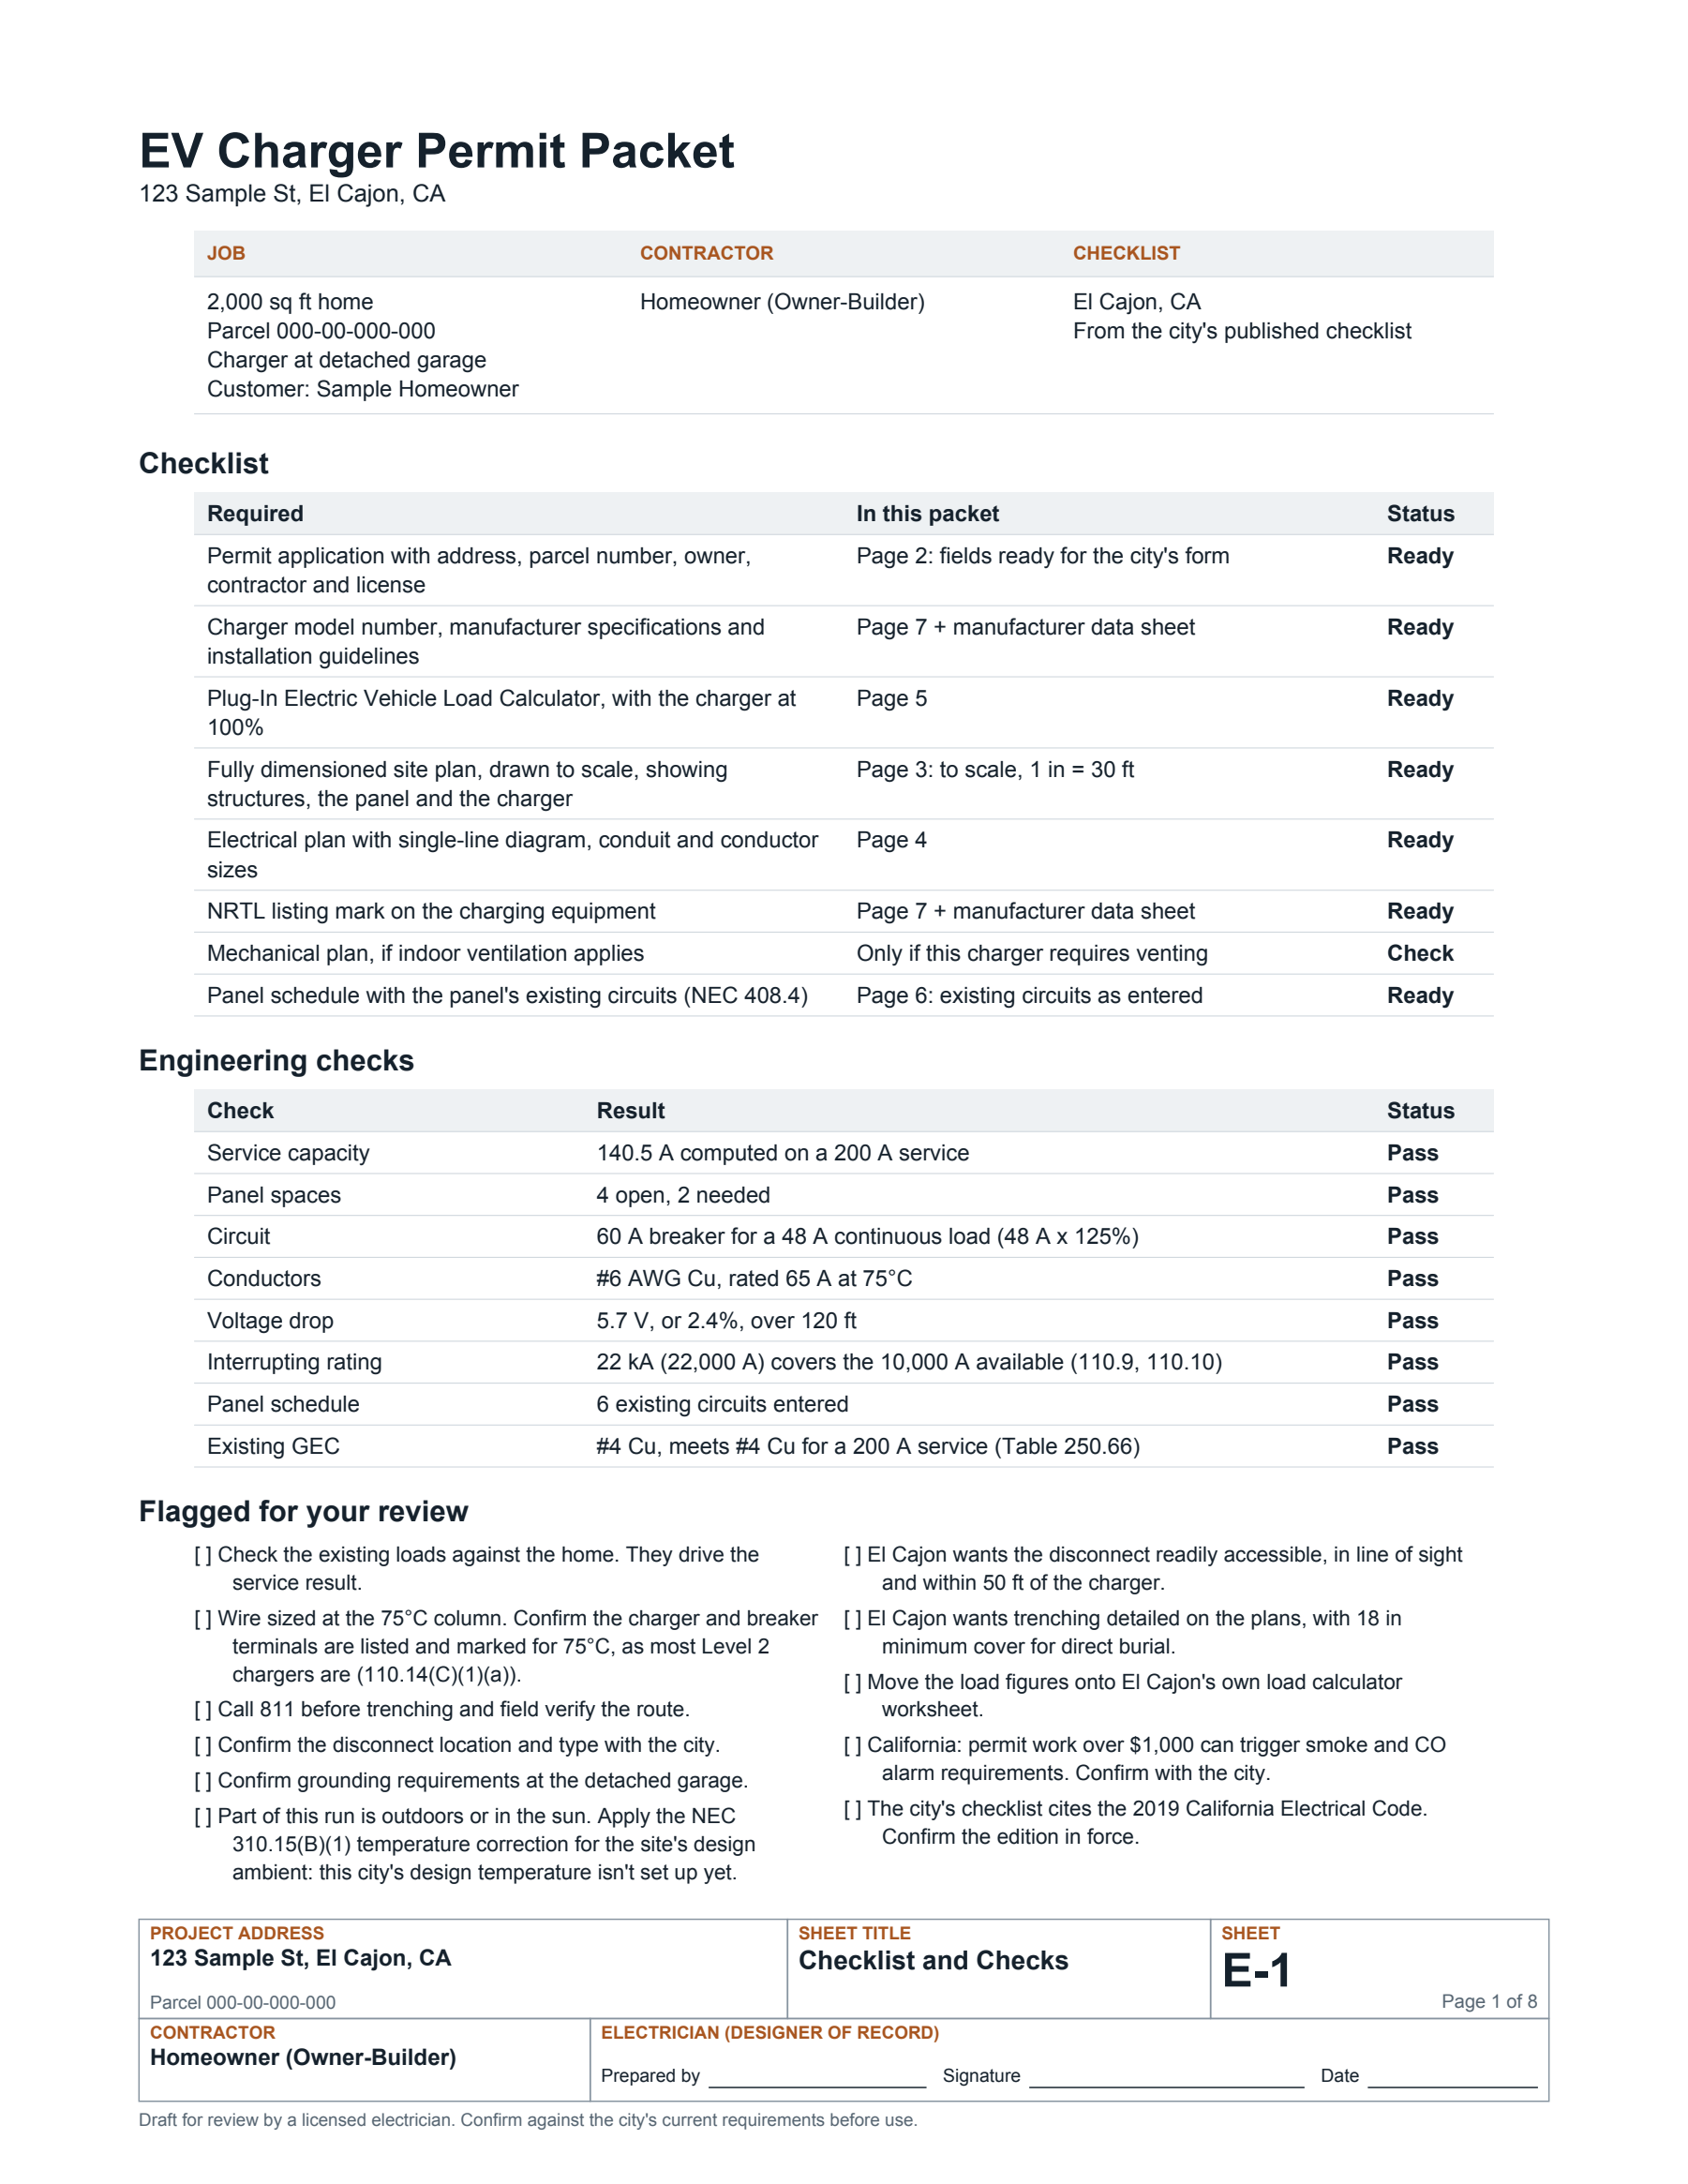 EV Charger Permit Packet
123 Sample St, El Cajon, CA
JOB CONTRACTOR CHECKLIST
2,000 sq ft home Homeowner (Owner-Builder) El Cajon, CA
Parcel 000-00-000-000 From the city's published checklist
Charger at detached garage
Customer: Sample Homeowner
Checklist
Required In this packet Status
Permit application with address, parcel number, owner, Page 2: fields ready for the city's form Ready
contractor and license
Charger model number, manufacturer specifications and Page 7 + manufacturer data sheet Ready
installation guidelines
Plug-In Electric Vehicle Load Calculator, with the charger at Page 5 Ready
100%
Fully dimensioned site plan, drawn to scale, showing Page 3: to scale, 1 in = 30 ft Ready
structures, the panel and the charger
Electrical plan with single-line diagram, conduit and conductor Page 4 Ready
sizes
NRTL listing mark on the charging equipment Page 7 + manufacturer data sheet Ready
Mechanical plan, if indoor ventilation applies Only if this charger requires venting Check
Panel schedule with the panel's existing circuits (NEC 408.4) Page 6: existing circuits as entered Ready
Engineering checks
Check Result Status
Service capacity 140.5 A computed on a 200 A service Pass
Panel spaces 4 open, 2 needed Pass
Circuit 60 A breaker for a 48 A continuous load (48 A x 125%) Pass
Conductors #6 AWG Cu, rated 65 A at 75°C Pass
Voltage drop 5.7 V, or 2.4%, over 120 ft Pass
Interrupting rating 22 kA (22,000 A) covers the 10,000 A available (110.9, 110.10) Pass
Panel schedule 6 existing circuits entered Pass
Existing GEC #4 Cu, meets #4 Cu for a 200 A service (Table 250.66) Pass
Flagged for your review
[ ] Check the existing loads against the home. They drive the
service result.
[ ] Wire sized at the 75°C column. Confirm the charger and breaker
terminals are listed and marked for 75°C, as most Level 2
chargers are (110.14(C)(1)(a)).
[ ] Call 811 before trenching and field verify the route.
[ ] Confirm the disconnect location and type with the city.
[ ] Confirm grounding requirements at the detached garage.
[ ] Part of this run is outdoors or in the sun. Apply the NEC
310.15(B)(1) temperature correction for the site's design
ambient: this city's design temperature isn't set up yet.
[ ] El Cajon wants the disconnect readily accessible, in line of sight
and within 50 ft of the charger.
[ ] El Cajon wants trenching detailed on the plans, with 18 in
minimum cover for direct burial.
[ ] Move the load figures onto El Cajon's own load calculator
worksheet.
[ ] California: permit work over $1,000 can trigger smoke and CO
alarm requirements. Confirm with the city.
[ ] The city's checklist cites the 2019 California Electrical Code.
Confirm the edition in force.
PROJECT ADDRESS SHEET TITLE SHEET
123 Sample St, El Cajon, CA Checklist and Checks E-1
Parcel 000-00-000-000 Page 1 of 8
CONTRACTOR ELECTRICIAN (DESIGNER OF RECORD)
Homeowner (Owner-Builder)
Prepared by Signature Date
Draft for review by a licensed electrician. Confirm against the city's current requirements before use.